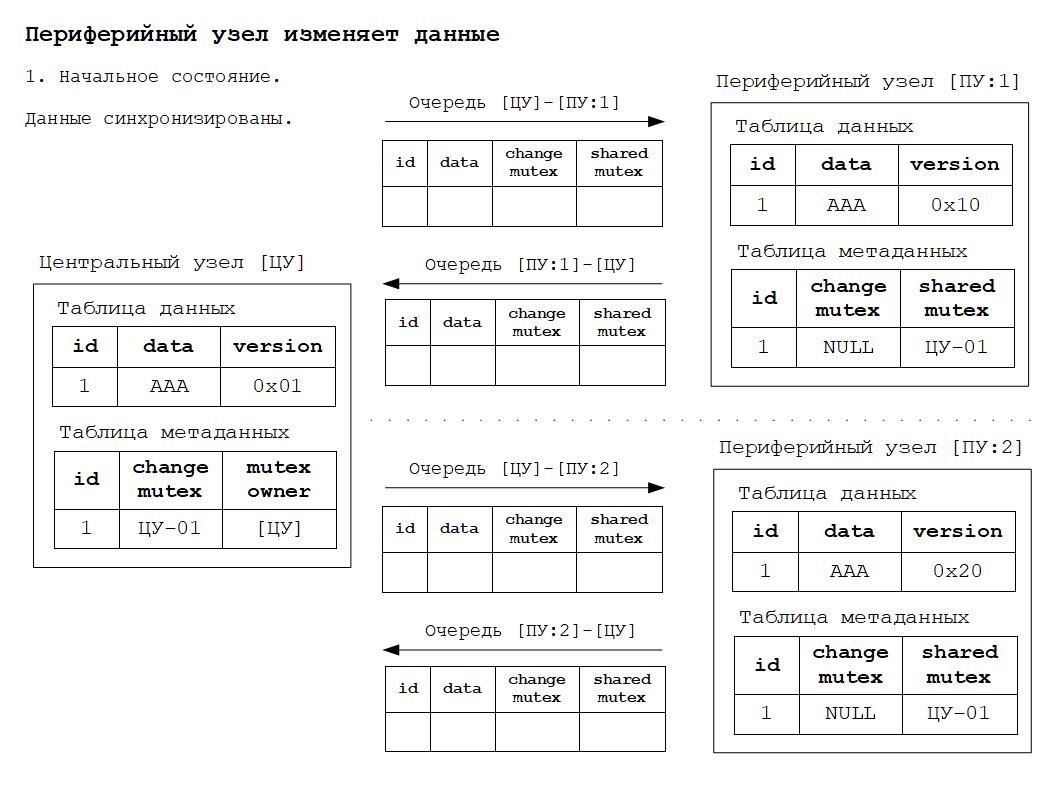 Периферийный узел изменяет данные
1. Начальное состояние.
Данные синхронизированы.
Центральный узел [ЦУ]
Таблица данных
id data version
1 AAA 0x01
Таблица метаданных
id change mutex mutex owner
1 ЦУ-01 [ЦУ]
Очередь [ЦУ]-[ПУ:1]
id data change mutex shared mutex
Очередь [ПУ:1]-[ЦУ]
id data change mutex shared mutex
Периферийный узел [ПУ:1]
Таблица данных
id data version
1 AAA 0x10
Таблица метаданных
id change mutex shared mutex
1 NULL ЦУ-01
Очередь [ЦУ]-[ПУ:2]
id data change mutex shared mutex
Очередь [ПУ:2]-[ЦУ]
id data change mutex shared mutex
Периферийный узел [ПУ:2]
Таблица данных
id data version
1 AAA 0x20
Таблица метаданных
id change mutex shared mutex
1 NULL ЦУ-01